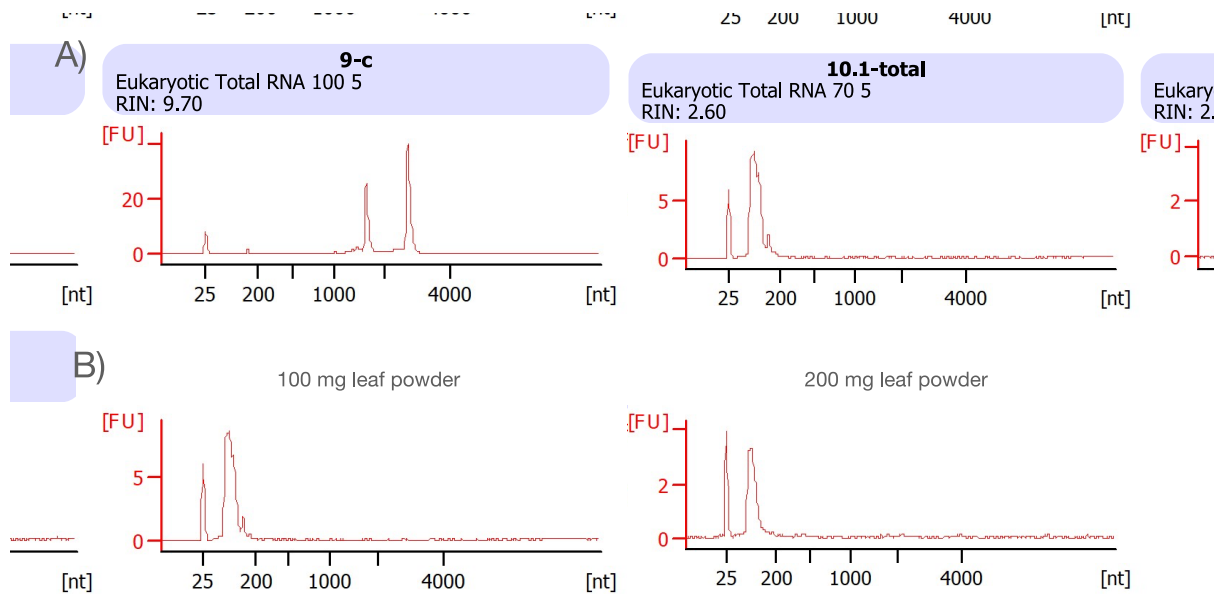 25 200 1000 4000 [nt]
A)
9-c
Eukaryotic Total RNA 100 5
RIN: 9.70
10.1-total
Eukaryotic Total RNA 70 5
RIN: 2.60
Eukary
RIN: 2.
[FU]
20
0
25 200 1000 4000 [nt]
[FU]
5
0
25 200 1000 4000 [nt]
[FU]
2
0
[nt]
B)
100 mg leaf powder
200 mg leaf powder
[FU]
5
0
25 200 1000 4000 [nt]
[FU]
2
0
25 200 1000 4000 [nt]
[nt]